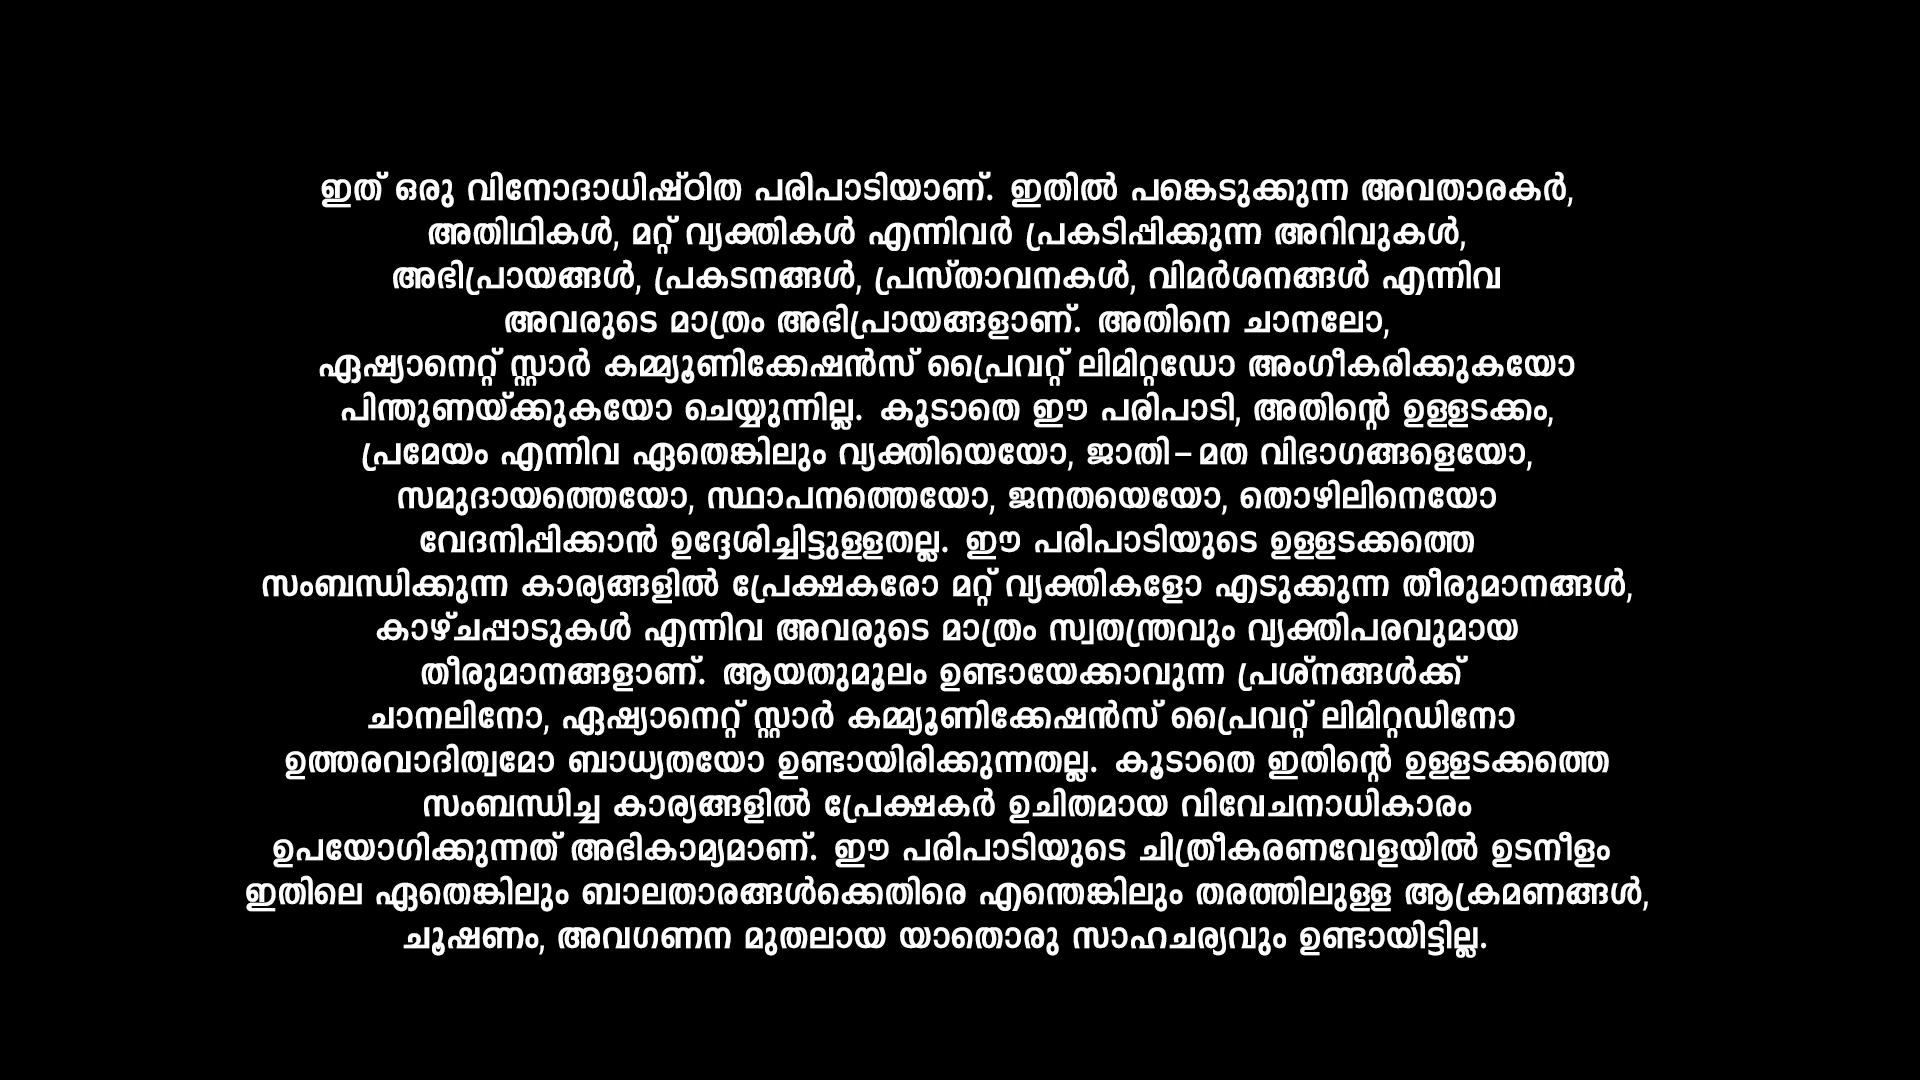 ഇത് ഒരു വിനോദാധിഷ്ഠിത പരിപാടിയാണ്. ഇതിൽ പങ്കെടുക്കുന്ന അവതാരകർ,
അതിഥികൾ, മറ്റ് വ്യക്തികൾ എന്നിവർ പ്രകടിപ്പിക്കുന്ന അറിവുകൾ,
അഭിപ്രായങ്ങൾ, പ്രകടനങ്ങൾ, പ്രസ്താവനകൾ, വിമർശനങ്ങൾ എന്നിവ
അവരുടെ മാത്രം അഭിപ്രായങ്ങളാണ്. അതിനെ ചാനലോ,
ഏഷ്യാനെറ്റ് സ്റ്റാർ കമ്മ്യൂണിക്കേഷൻസ് പ്രൈവറ്റ് ലിമിറ്റഡോ അംഗീകരിക്കുകയോ
പിന്തുണയ്ക്കുകയോ ചെയ്യുന്നില്ല. കൂടാതെ ഈ പരിപാടി, അതിന്റെ ഉള്ളടക്കം,
പ്രമേയം എന്നിവ ഏതെങ്കിലും വ്യക്തിയെയോ, ജാതി – മത വിഭാഗങ്ങളെയോ,
സമുദായത്തെയോ, സ്ഥാപനത്തെയോ, ജനതയെയോ, തൊഴിലിനെയോ
വേദനിപ്പിക്കാൻ ഉദ്ദേശിച്ചിട്ടുള്ളതല്ല. ഈ പരിപാടിയുടെ ഉള്ളടക്കത്തെ
സംബന്ധിക്കുന്ന കാര്യങ്ങളിൽ പ്രേക്ഷകരോ മറ്റ് വ്യക്തികളോ എടുക്കുന്ന തീരുമാനങ്ങൾ,
കാഴ്ചപ്പാടുകൾ എന്നിവ അവരുടെ മാത്രം സ്വതന്ത്രവും വ്യക്തിപരവുമായ
തീരുമാനങ്ങളാണ്. ആയതുമൂലം ഉണ്ടായേക്കാവുന്ന പ്രശ്നങ്ങൾക്ക്
ചാനലിനോ, ഏഷ്യാനെറ്റ് സ്റ്റാർ കമ്മ്യൂണിക്കേഷൻസ് പ്രൈവറ്റ് ലിമിറ്റഡിനോ
ഉത്തരവാദിത്വമോ ബാധ്യതയോ ഉണ്ടായിരിക്കുന്നതല്ല. കൂടാതെ ഇതിന്റെ ഉള്ളടക്കത്തെ
സംബന്ധിച്ച കാര്യങ്ങളിൽ പ്രേക്ഷകർ ഉചിതമായ വിവേചനാധികാരം
ഉപയോഗിക്കുന്നത് അഭികാമ്യമാണ്. ഈ പരിപാടിയുടെ ചിത്രീകരണവേളയിൽ ഉടനീളം
ഇതിലെ ഏതെങ്കിലും ബാലതാരങ്ങൾക്കെതിരെ എന്തെങ്കിലും തരത്തിലുള്ള ആക്രമണങ്ങൾ,
ചൂഷണം, അവഗണന മുതലായ യാതൊരു സാഹചര്യവും ഉണ്ടായിട്ടില്ല.